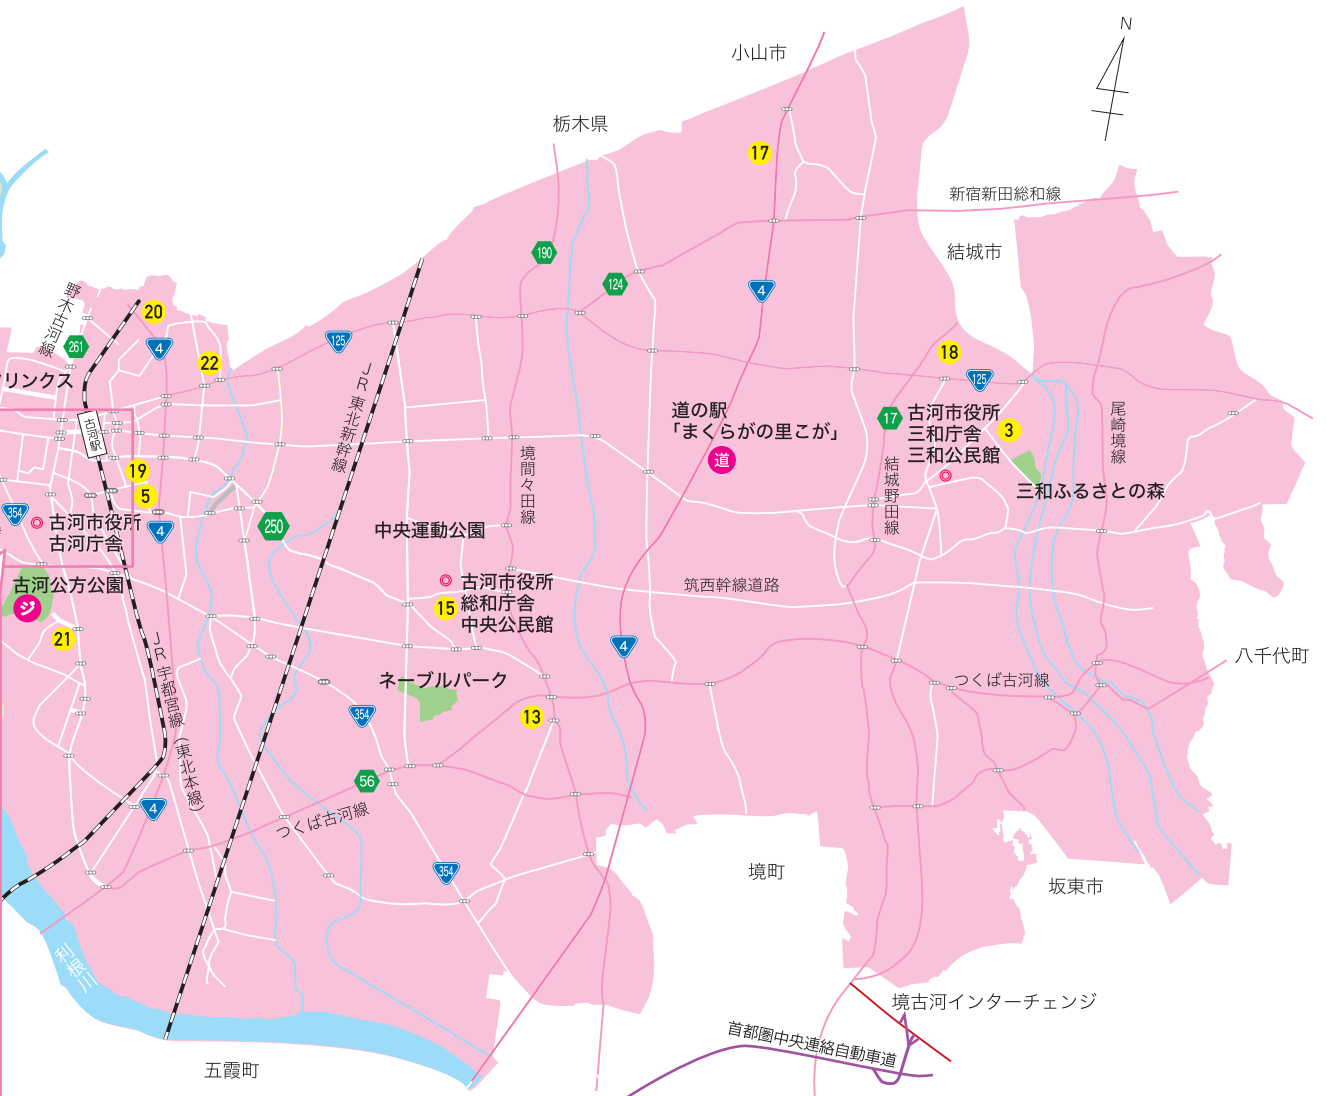 N
小山市
栃木県
17
新宿新田総和線
結城市
190
124
4
野木古河線
20
261
4
22
125
JR東北新幹線
リンクス
18
125
古河駅
道の駅
「まくらがの里こが」
道
17
古河市役所
三和庁舎
三和公民館
3
尾崎境線
結城野田線
三和ふるさとの森
境間々田線
19
5
354
古河市役所
古河庁舎
4
250
中央運動公園
古河公方公園
ジ
21
古河市役所
総和庁舎
中央公民館
15
筑西幹線道路
4
JR宇都宮線(東北本線)
ネーブルパーク
354
13
つくば古河線
八千代町
56
4
つくば古河線
354
境町
坂東市
利根川
境古河インターチェンジ
首都圏中央連絡自動車道
五霞町